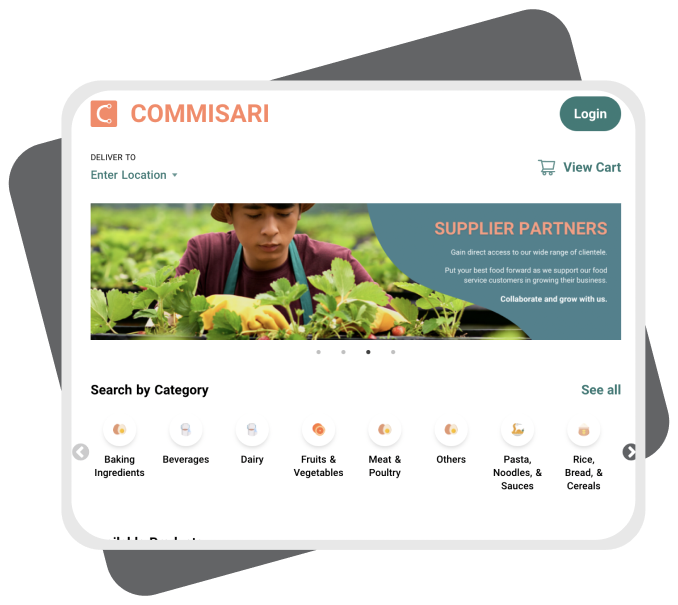 COMMISARI
Login
DELIVER TO
Enter Location
View Cart
SUPPLIER PARTNERS
Gain direct access to our wide range of clientele.
Put your best food forward as we support our food
service customers in growing their business.
Collaborate and grow with us.
Search by Category
See all
Baking
Ingredients
Beverages
Dairy
Fruits &
Vegetables
Meat &
Poultry
Others
Pasta,
Noodles, &
Sauces
Rice,
Bread, &
Cereals